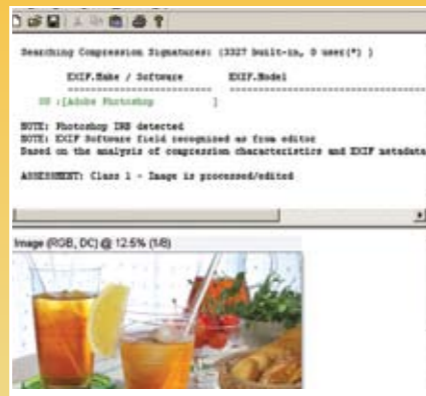 Searching Compression Signatures: (3327 built-in, 0 user(*) )
EXIF.Make / Software EXIF.Model
------------------------- -------------------------
SW :[Adobe Photoshop ]
NOTE: Photoshop IRB detected
NOTE: EXIF Software field recognized as from editor
Based on the analysis of compression characteristics and EXIF metadata
ASSESSMENT: Class 1 - Image is processed/edited
Image (RGB, DC) @ 12.5% (1/8)